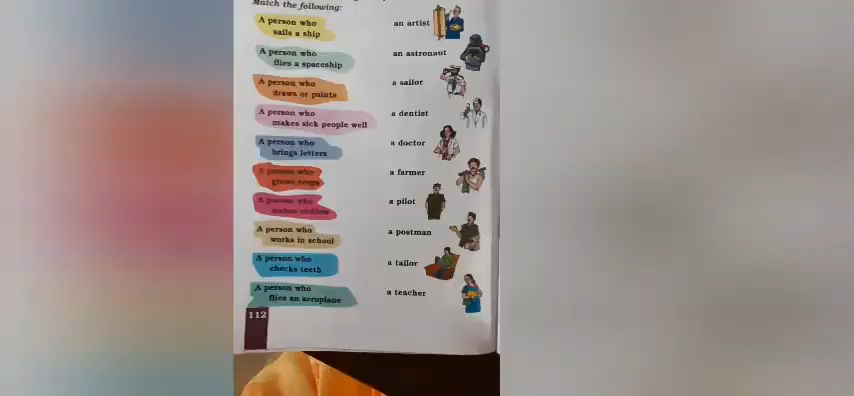 Match the following:
A person who
sails a ship
an artist
A person who
flies a spaceship
an astronaut
A person who
draws or paints
a sailor
A person who
makes sick people well
a dentist
A person who
brings letters
a doctor
A person who
grows crops
a farmer
A person who
makes clothes
a pilot
A person who
works in school
a postman
A person who
checks teeth
a tailor
A person who
flies an aeroplane
a teacher
112